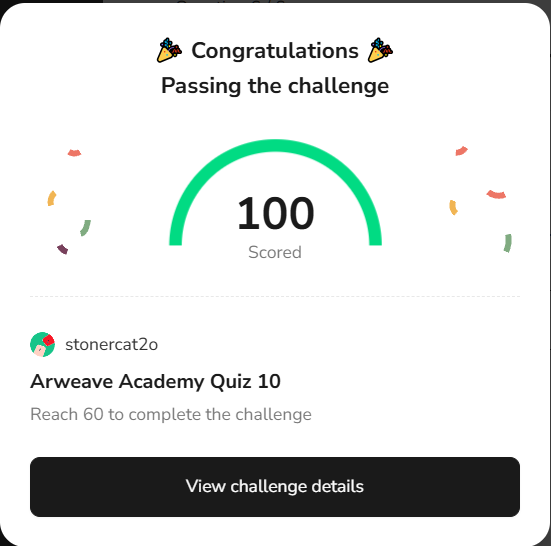 Congratulations
Passing the challenge
100
Scored
stonercat2o
Arweave Academy Quiz 10
Reach 60 to complete the challenge
View challenge details